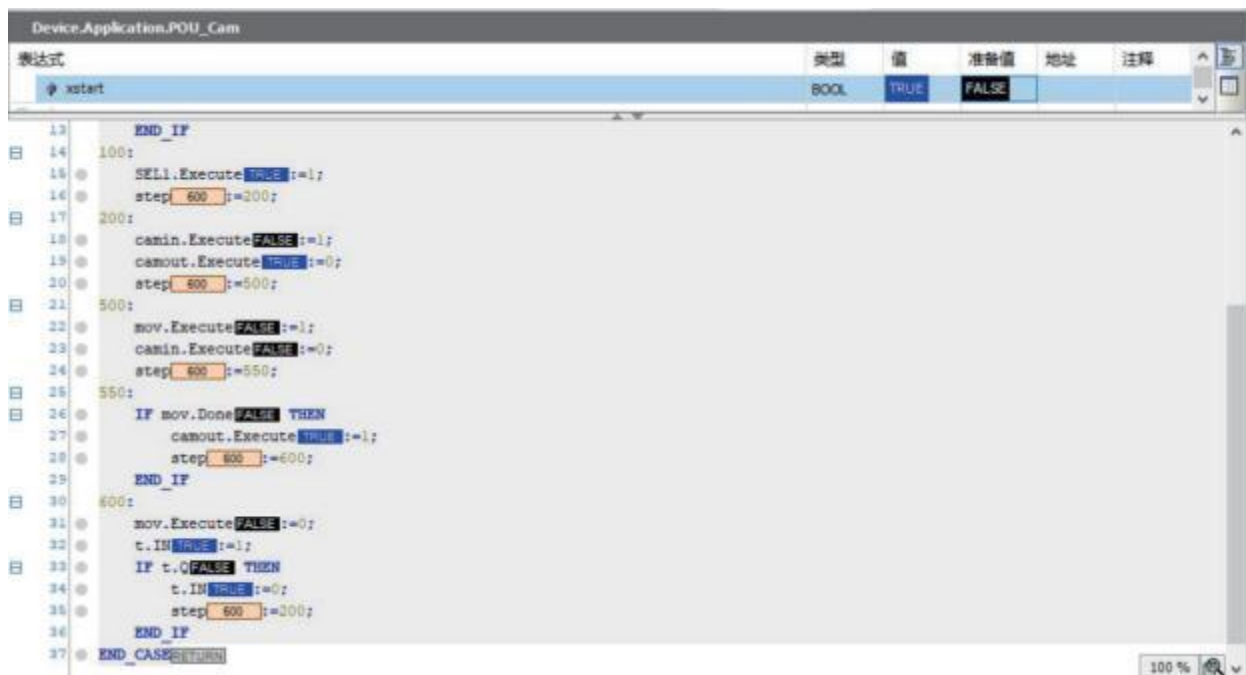 Device.Application.POU_Cam
表达式 类型 值 准备值 地址 注释
xstart BOOL TRUE FALSE
13 END_IF
14 100:
15 SEL1.Execute TRUE :=1;
16 step 600 :=200;
17 200:
18 camin.Execute FALSE :=1;
19 camout.Execute TRUE :=0;
20 step 600 :=500;
21 500:
22 mov.Execute FALSE :=1;
23 camin.Execute FALSE :=0;
24 step 600 :=550;
25 550:
26 IF mov.Done FALSE THEN
27 camout.Execute TRUE :=1;
28 step 600 :=600;
29 END_IF
30 600:
31 mov.Execute FALSE :=0;
32 t.IN TRUE :=1;
33 IF t.Q FALSE THEN
34 t.IN TRUE :=0;
35 step 600 :=200;
36 END_IF
37 END_CASE RETURN
100 %